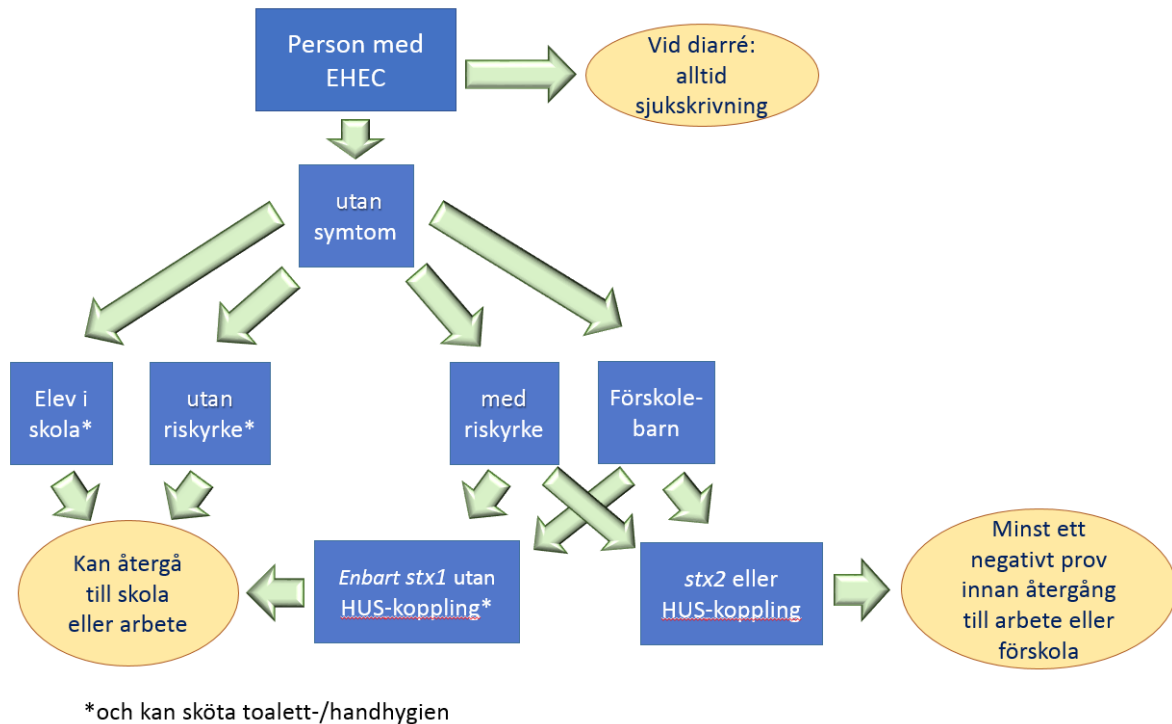 Person med
EHEC
Vid diarré:
alltid
sjukskrivning
utan
symtom
Elev i
skola*
utan
riskyrke*
med
riskyrke
Förskole-
barn
Kan återgå
till skola
eller arbete
Enbart stx1 utan
HUS-koppling*
stx2 eller
HUS-koppling
Minst ett
negativt prov
innan återgång
till arbete eller
förskola
*och kan sköta toalett-/handhygien